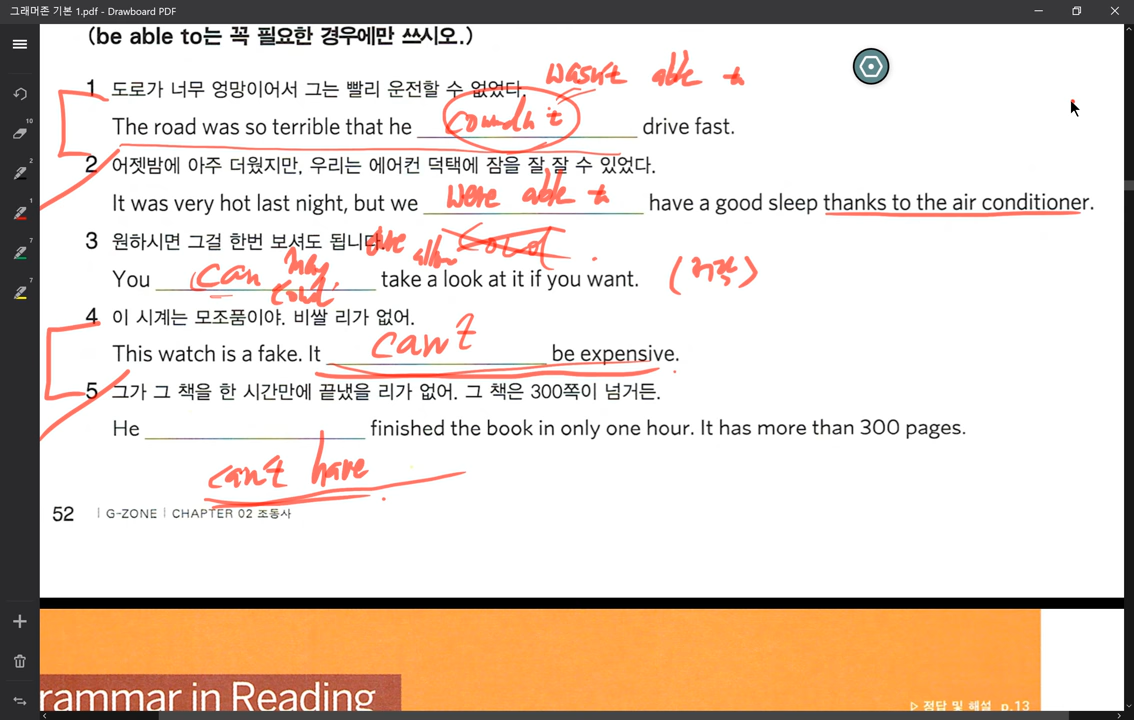 그래머존 기본 1.pdf - Drawboard PDF
(be able to는 꼭 필요한 경우에만 쓰시오.)
wasn't able to
1 도로가 너무 엉망이어서 그는 빨리 운전할 수 없었다.
The road was so terrible that he couldn't drive fast.
2 어젯밤에 아주 더웠지만, 우리는 에어컨 덕택에 잠을 잘 잘 수 있었다.
It was very hot last night, but we were able to have a good sleep thanks to the air conditioner.
3 원하시면 그걸 한번 보셔도 됩니다.
You can may take a look at it if you want. (허락)
4 이 시계는 모조품이야. 비쌀 리가 없어.
This watch is a fake. It can't be expensive.
5 그가 그 책을 한 시간만에 끝냈을 리가 없어. 그 책은 300쪽이 넘거든.
He finished the book in only one hour. It has more than 300 pages.
can't have
52 | G-ZONE | CHAPTER 02 조동사
rammar in Reading
▷ 정답 및 해설 p.13
10
2
1
7
7